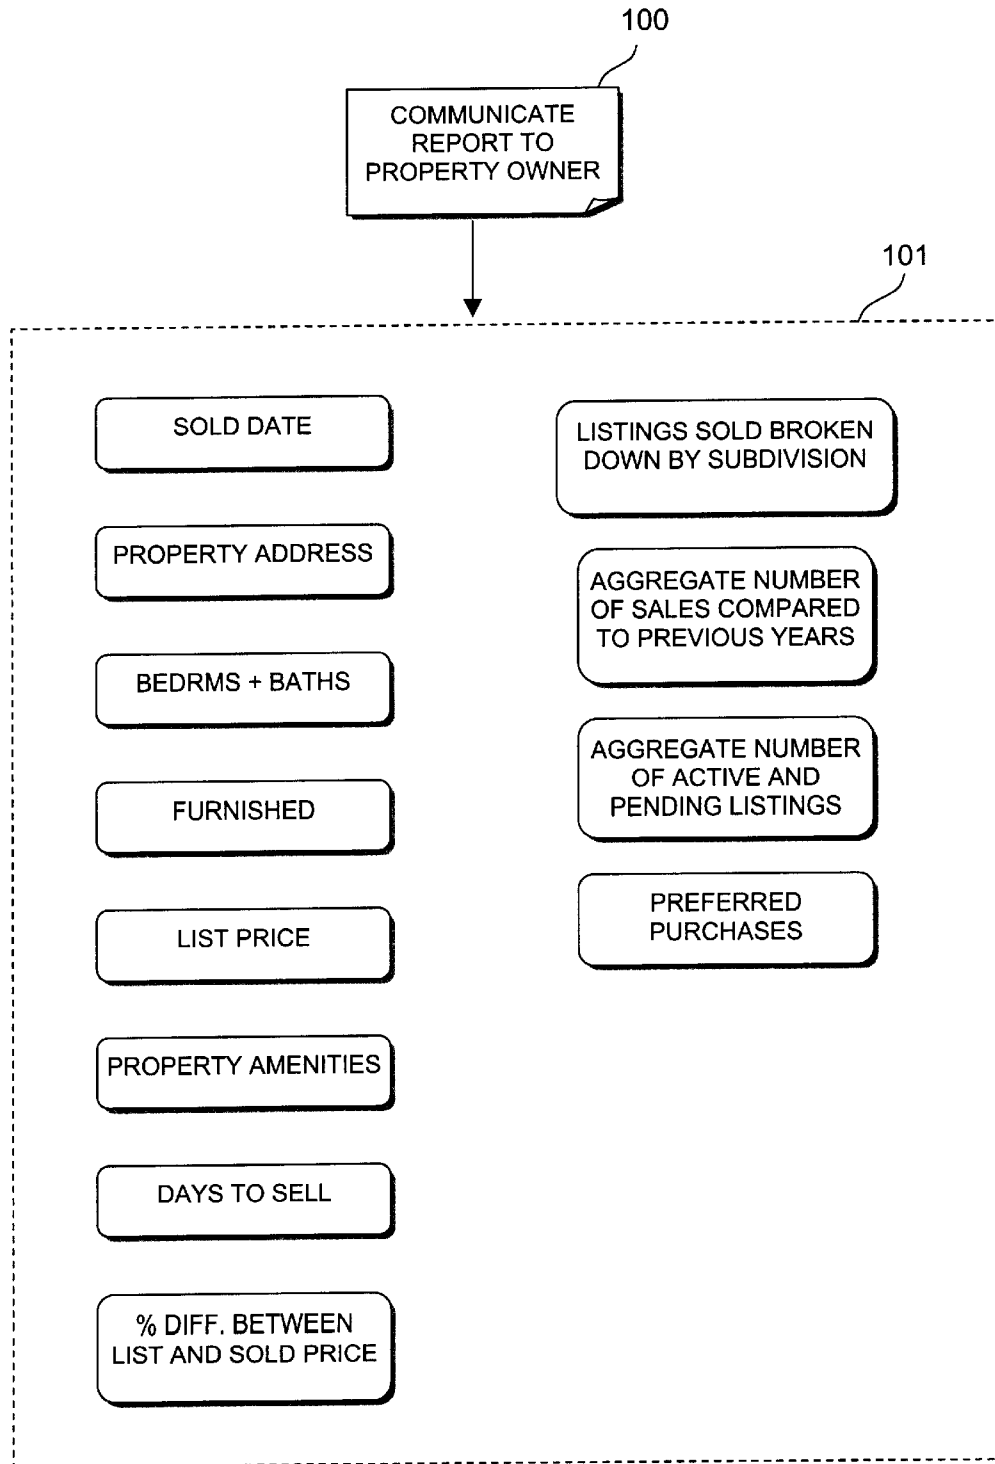 100
COMMUNICATE
REPORT TO
PROPERTY OWNER
101
SOLD DATE
PROPERTY ADDRESS
BEDRMS + BATHS
FURNISHED
LIST PRICE
PROPERTY AMENITIES
DAYS TO SELL
% DIFF. BETWEEN
LIST AND SOLD PRICE
LISTINGS SOLD BROKEN
DOWN BY SUBDIVISION
AGGREGATE NUMBER
OF SALES COMPARED
TO PREVIOUS YEARS
AGGREGATE NUMBER
OF ACTIVE AND
PENDING LISTINGS
PREFERRED
PURCHASES